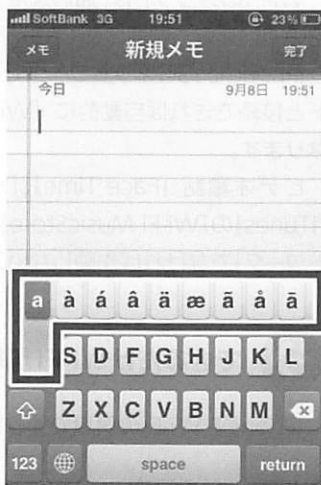 SoftBank 3G 19:51 23%
メモ 新規メモ 完了
今日 9月8日 19:51
a à á â ä æ ã å ā
S D F G H J K L
Z X C V B N M
123 space return